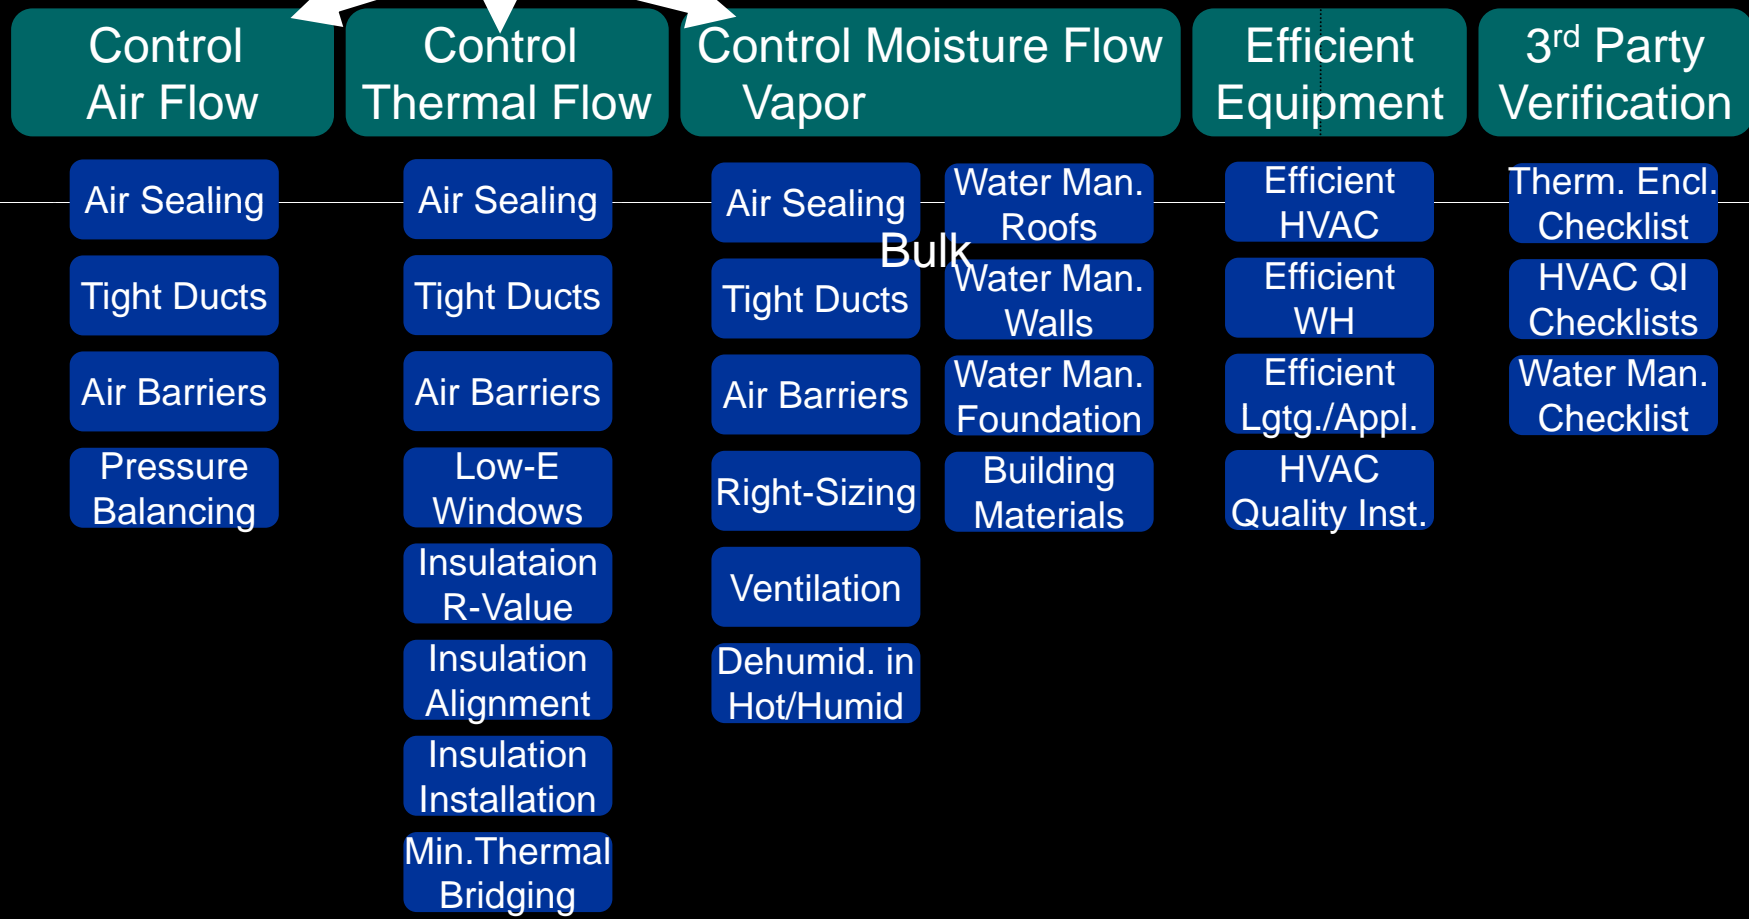 Control
Air Flow
Control
Thermal Flow
Control Moisture Flow
Vapor
Bulk
Efficient
Equipment
3rd Party
Verification
Air Sealing
Tight Ducts
Air Barriers
Pressure
Balancing
Air Sealing
Tight Ducts
Air Barriers
Low-E
Windows
Insulataion
R-Value
Insulation
Alignment
Insulation
Installation
Min.Thermal
Bridging
Air Sealing
Tight Ducts
Air Barriers
Right-Sizing
Ventilation
Dehumid. in
Hot/Humid
Water Man.
Roofs
Water Man.
Walls
Water Man.
Foundation
Building
Materials
Efficient
HVAC
Efficient
WH
Efficient
Lgtg./Appl.
HVAC
Quality Inst.
Therm. Encl.
Checklist
HVAC QI
Checklists
Water Man.
Checklist